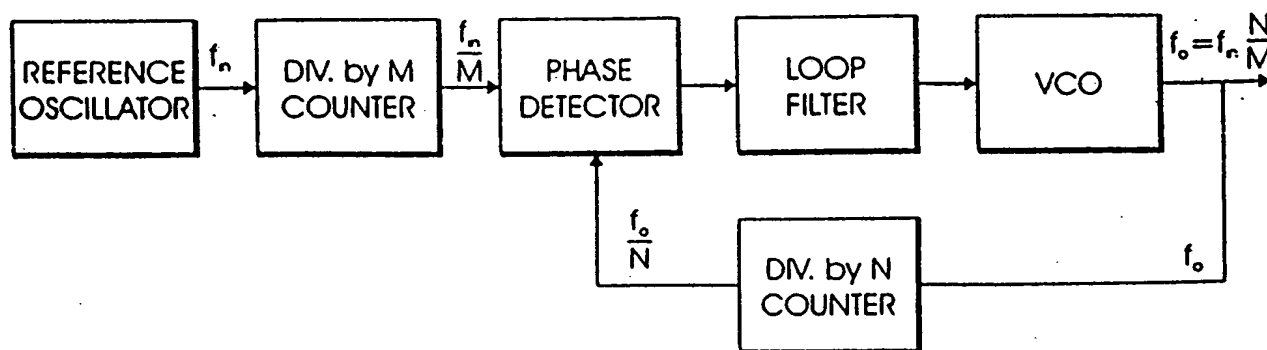 REFERENCE
OSCILLATOR
fn
DIV. by M
COUNTER
fn
M
PHASE
DETECTOR
LOOP
FILTER
VCO
fo=fn N
M
fo
N
DIV. by N
COUNTER
fo